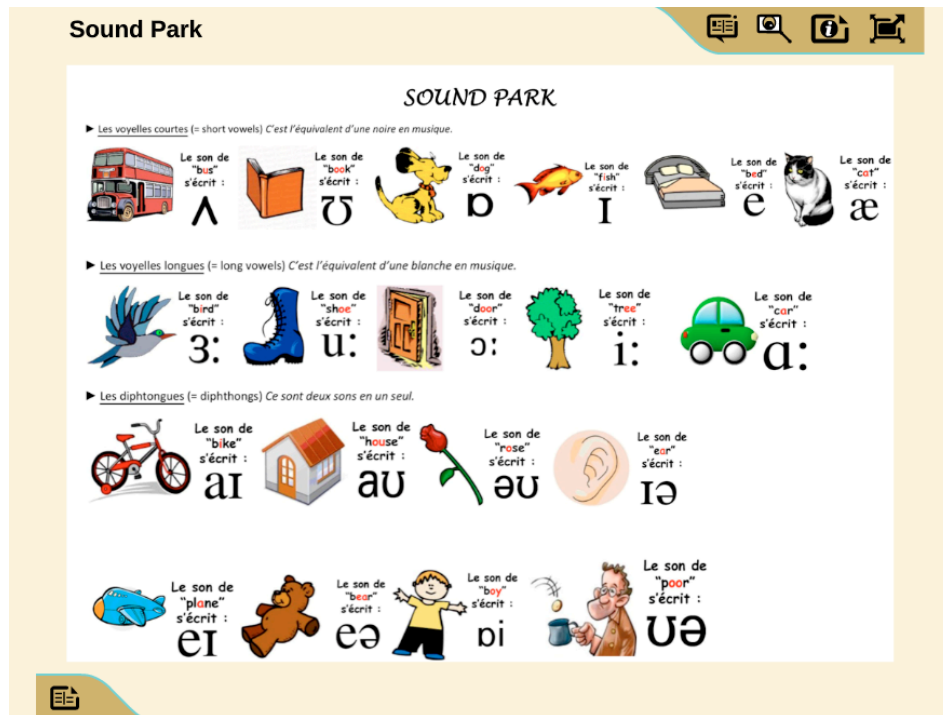 Sound Park
SOUND PARK
► Les voyelles courtes (= short vowels) C'est l'équivalent d'une noire en musique.
Le son de
"bus"
s'écrit :
ʌ
Le son de
"book"
s'écrit :
ʊ
Le son de
"dog"
s'écrit :
ɒ
Le son de
"fish"
s'écrit :
ɪ
Le son de
"bed"
s'écrit :
e
Le son de
"cat"
s'écrit :
æ
► Les voyelles longues (= long vowels) C'est l'équivalent d'une blanche en musique.
Le son de
"bird"
s'écrit :
ɜː
Le son de
"shoe"
s'écrit :
uː
Le son de
"door"
s'écrit :
ɔː
Le son de
"tree"
s'écrit :
iː
Le son de
"car"
s'écrit :
ɑː
► Les diphtongues (= diphthongs) Ce sont deux sons en un seul.
Le son de
"bike"
s'écrit :
aɪ
Le son de
"house"
s'écrit :
aʊ
Le son de
"rose"
s'écrit :
əʊ
Le son de
"ear"
s'écrit :
ɪə
Le son de
"plane"
s'écrit :
eɪ
Le son de
"bear"
s'écrit :
eə
Le son de
"boy"
s'écrit :
ɒi
Le son de
"poor"
s'écrit :
ʊə